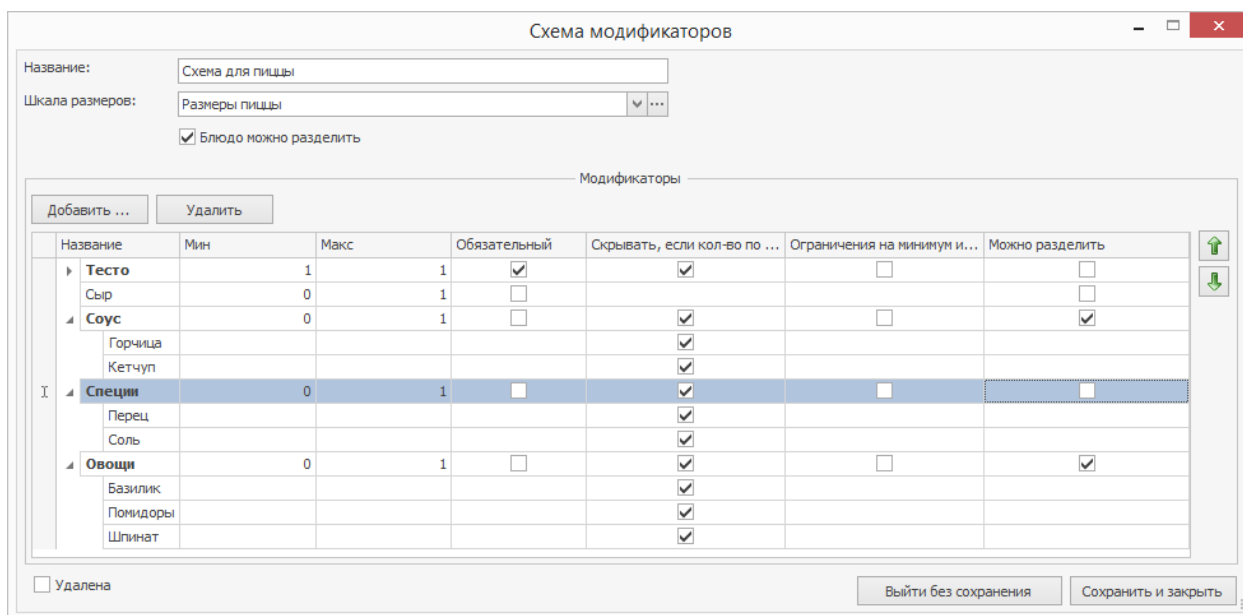 Схема модификаторов
Название: Схема для пиццы
Шкала размеров: Размеры пиццы
Блюдо можно разделить
Модификаторы
Добавить ... Удалить
Название Мин Макс Обязательный Скрывать, если кол-во по ... Ограничения на минимум и... Можно разделить
Тесто 1 1
Сыр 0 1
Соус 0 1
Горчица
Кетчуп
Специи 0 1
Перец
Соль
Овощи 0 1
Базилик
Помидоры
Шпинат
Удалена
Выйти без сохранения Сохранить и закрыть